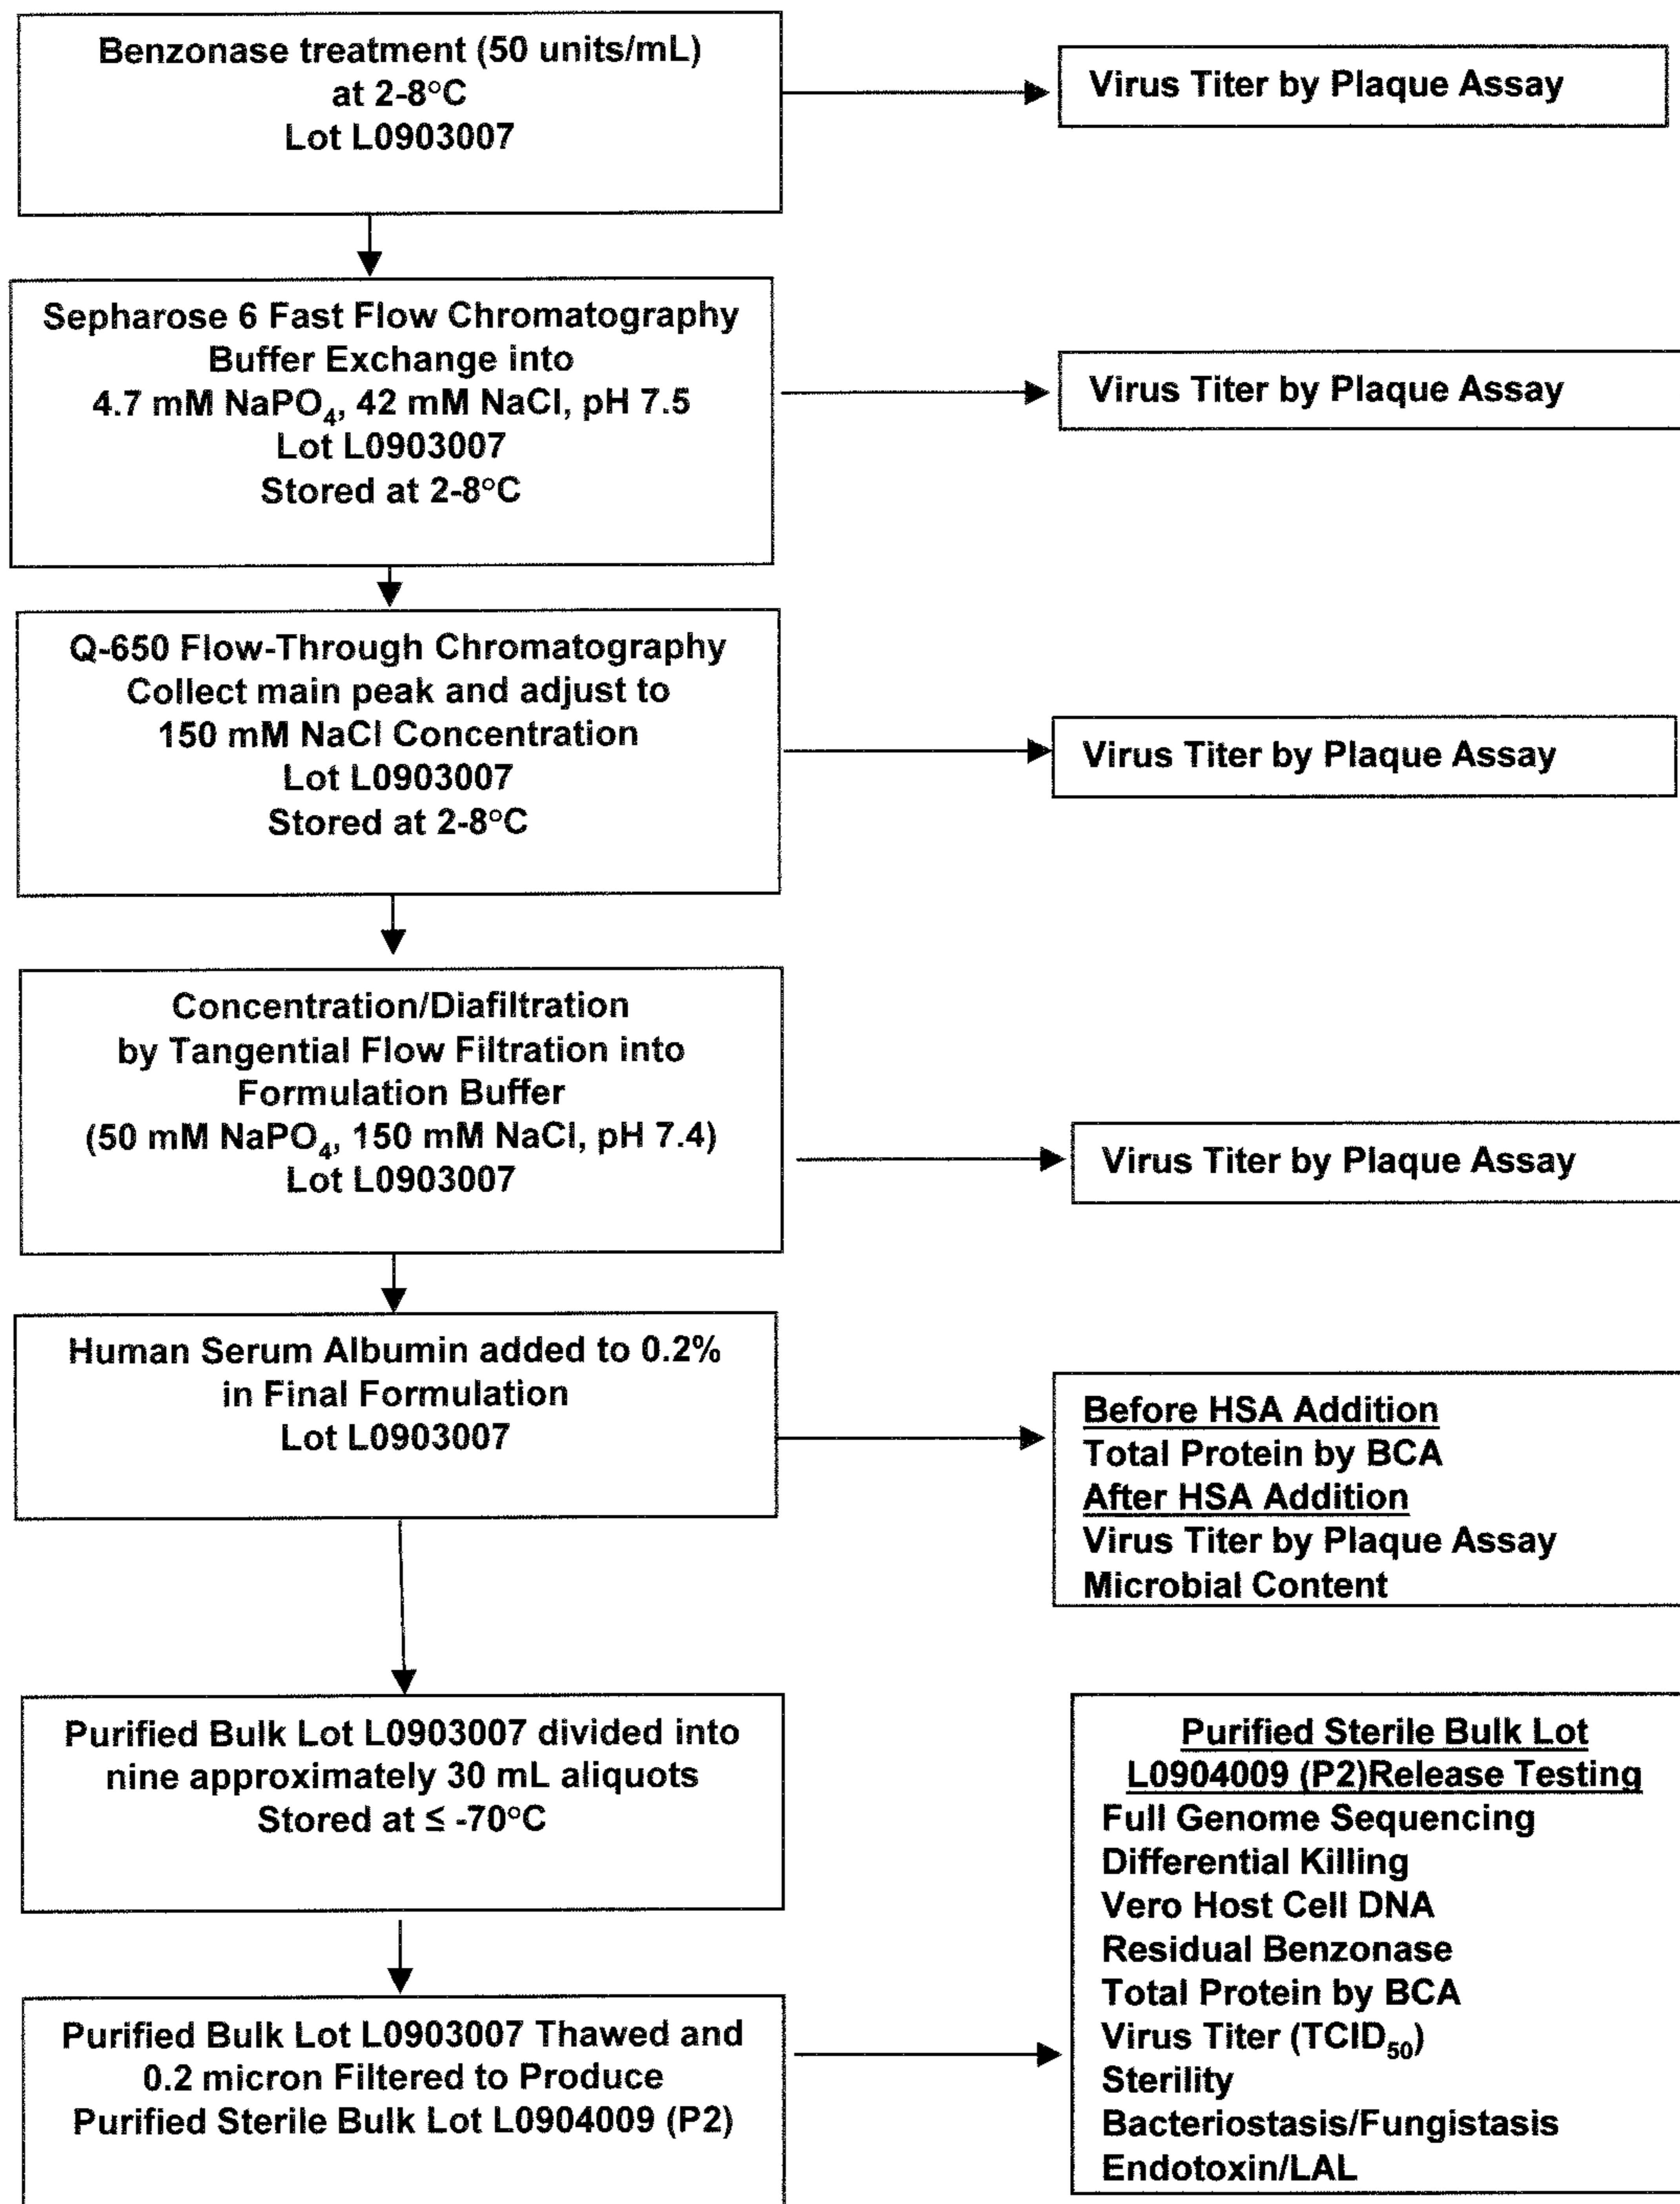 Benzonase treatment (50 units/mL)
at 2-8°C
Lot L0903007
Virus Titer by Plaque Assay
Sepharose 6 Fast Flow Chromatography
Buffer Exchange into
4.7 mM NaPO₄, 42 mM NaCl, pH 7.5
Lot L0903007
Stored at 2-8°C
Virus Titer by Plaque Assay
Q-650 Flow-Through Chromatography
Collect main peak and adjust to
150 mM NaCl Concentration
Lot L0903007
Stored at 2-8°C
Virus Titer by Plaque Assay
Concentration/Diafiltration
by Tangential Flow Filtration into
Formulation Buffer
(50 mM NaPO₄, 150 mM NaCl, pH 7.4)
Lot L0903007
Virus Titer by Plaque Assay
Human Serum Albumin added to 0.2%
in Final Formulation
Lot L0903007
Before HSA Addition
Total Protein by BCA
After HSA Addition
Virus Titer by Plaque Assay
Microbial Content
Purified Bulk Lot L0903007 divided into
nine approximately 30 mL aliquots
Stored at ≤ -70°C
Purified Bulk Lot L0903007 Thawed and
0.2 micron Filtered to Produce
Purified Sterile Bulk Lot L0904009 (P2)
Purified Sterile Bulk Lot
L0904009 (P2)Release Testing
Full Genome Sequencing
Differential Killing
Vero Host Cell DNA
Residual Benzonase
Total Protein by BCA
Virus Titer (TCID₅₀)
Sterility
Bacteriostasis/Fungistasis
Endotoxin/LAL